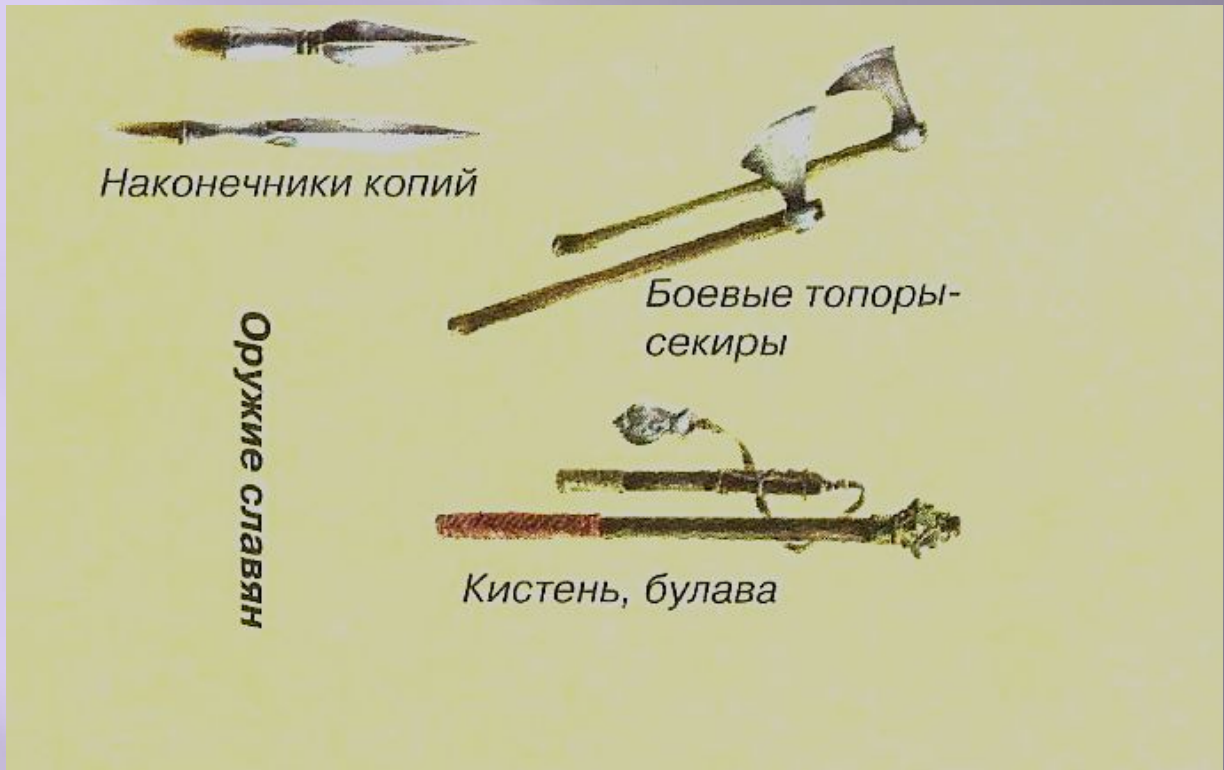 Наконечники копий
Боевые топоры-
секиры
Оружие славян
Кистень, булава